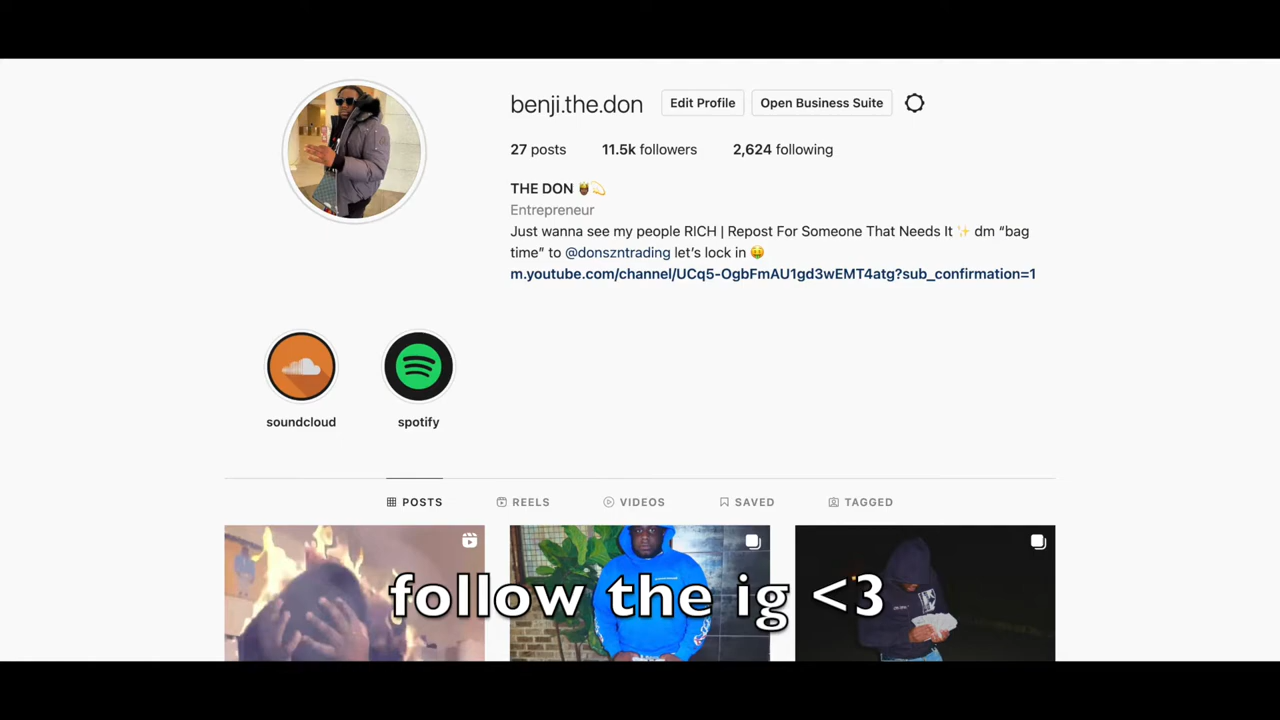 benji.the.don Edit Profile Open Business Suite
27 posts 11.5k followers 2,624 following
THE DON
Entrepreneur
Just wanna see my people RICH | Repost For Someone That Needs It ✨ dm “bag
time” to @donszntrading let’s lock in 🤑
m.youtube.com/channel/UCq5-OgbFmAU1gd3wEMT4atg?sub_confirmation=1
soundcloud spotify
POSTS REELS VIDEOS SAVED TAGGED
follow the ig <3